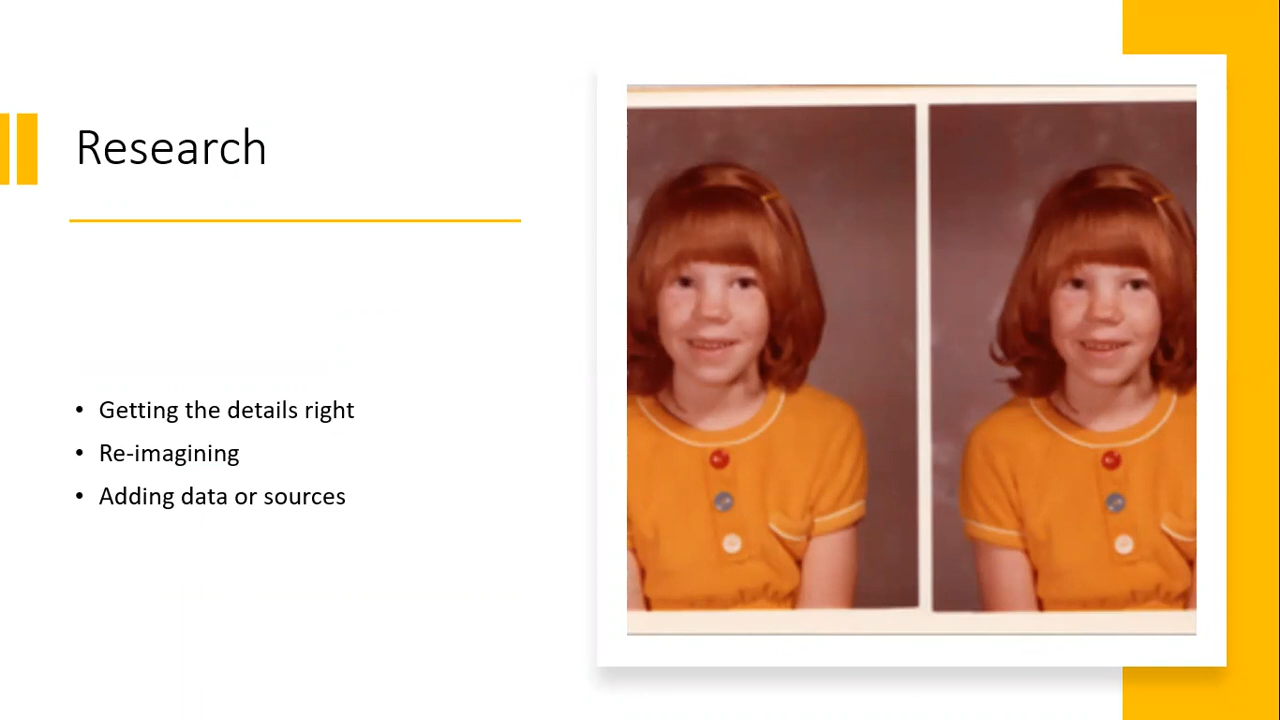 Research
• Getting the details right
• Re-imagining
• Adding data or sources